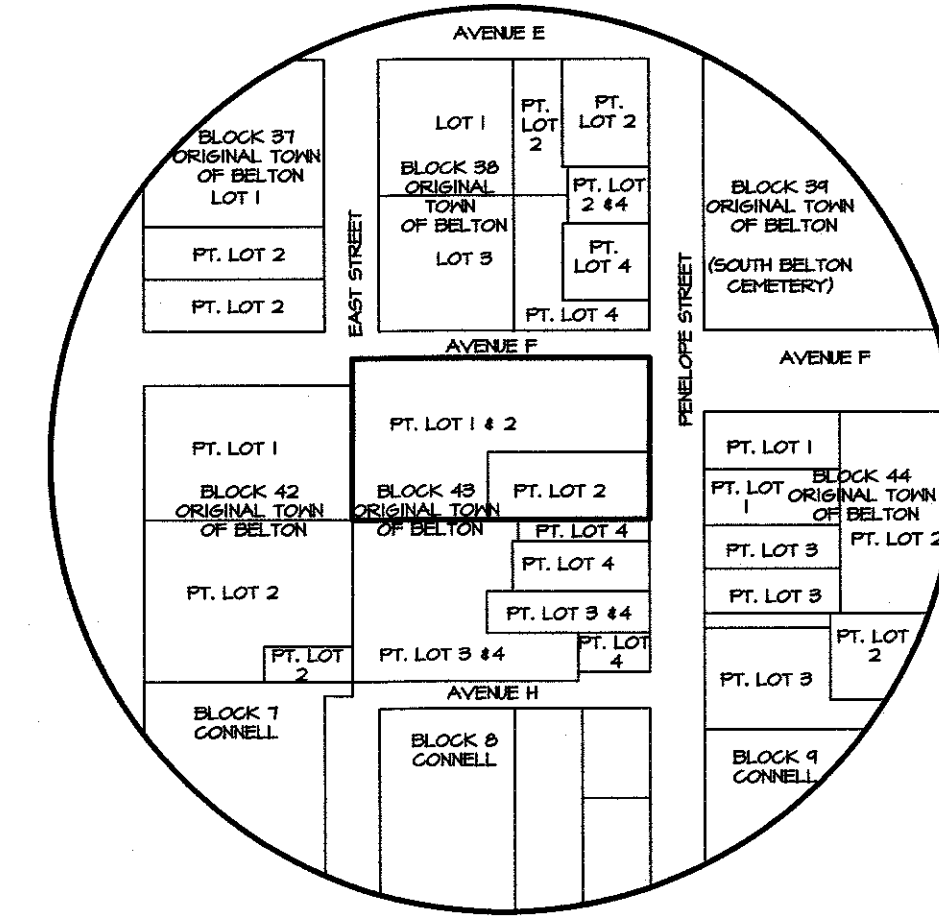 AVENUE E
BLOCK 37
ORIGINAL TOWN
OF BELTON
LOT 1
PT. LOT 2
PT. LOT 2
EAST STREET
LOT 1
BLOCK 38
ORIGINAL
TOWN
OF BELTON
LOT 3
PT.
LOT
2
PT.
LOT 2
PT. LOT
2 & 4
PT.
LOT 4
PT. LOT 4
PENELOPE STREET
BLOCK 39
ORIGINAL TOWN
OF BELTON
(SOUTH BELTON
CEMETERY)
AVENUE F
AVENUE F
PT. LOT 1
BLOCK 42
ORIGINAL TOWN
OF BELTON
PT. LOT 2
PT. LOT
2
PT. LOT 1 & 2
BLOCK 43
ORIGINAL TOWN
OF BELTON
PT. LOT 2
PT. LOT 4
PT. LOT 4
PT. LOT 3 & 4
PT. LOT 3 & 4
PT. LOT
4
PT. LOT 1
PT. LOT
1
BLOCK 44
ORIGINAL TOWN
OF BELTON
PT. LOT 2
PT. LOT 3
PT. LOT 3
PT. LOT
2
PT. LOT 3
AVENUE H
BLOCK 7
CONNELL
BLOCK 8
CONNELL
BLOCK 9
CONNELL